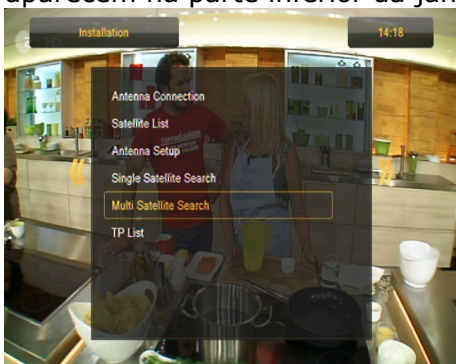 aparecem na parte inferior da jan
Installation
14:18
Antenna Connection
Satellite List
Antenna Setup
Single Satellite Search
Multi Satellite Search
TP List